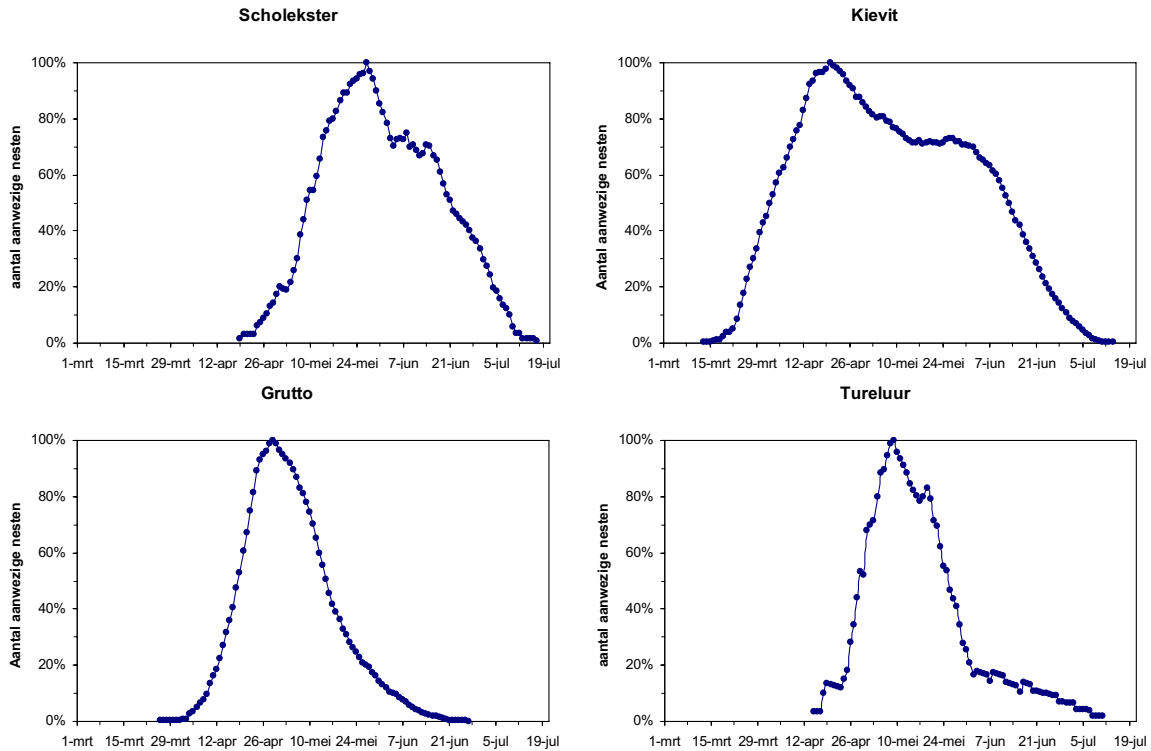 Scholekster
aantal aanwezige nesten
100%
80%
60%
40%
20%
0%
1-mrt 15-mrt 29-mrt 12-apr 26-apr 10-mei 24-mei 7-jun 21-jun 5-jul 19-jul
Kievit
Aantal aanwezige nesten
100%
80%
60%
40%
20%
0%
1-mrt 15-mrt 29-mrt 12-apr 26-apr 10-mei 24-mei 7-jun 21-jun 5-jul 19-jul
Grutto
Aantal aanwezige nesten
100%
80%
60%
40%
20%
0%
1-mrt 15-mrt 29-mrt 12-apr 26-apr 10-mei 24-mei 7-jun 21-jun 5-jul 19-jul
Tureluur
aantal aanwezige nesten
100%
80%
60%
40%
20%
0%
1-mrt 15-mrt 29-mrt 12-apr 26-apr 10-mei 24-mei 7-jun 21-jun 5-jul 19-jul